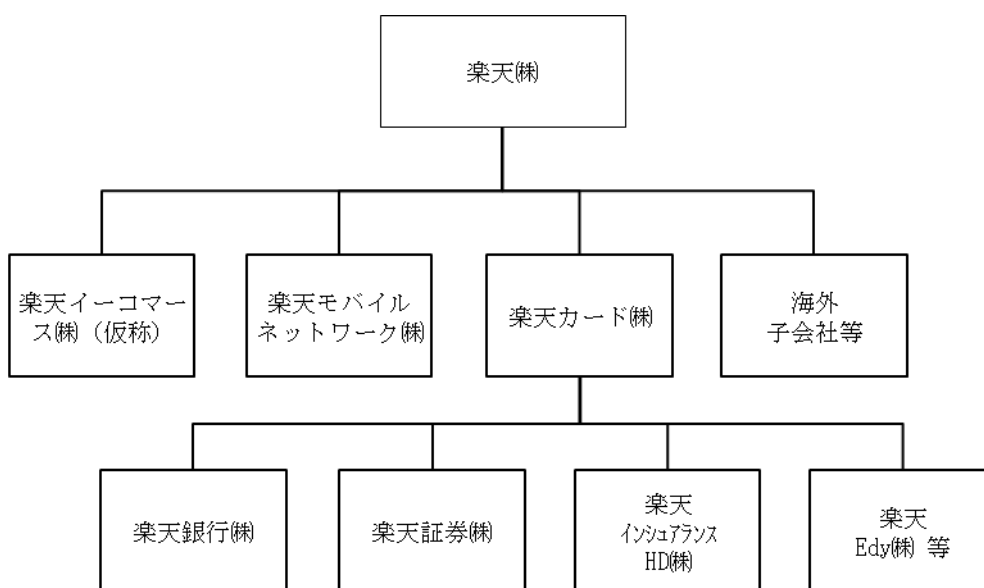 楽天㈱
楽天イーコマー
ス㈱（仮称）
楽天モバイル
ネットワーク㈱
楽天カード㈱
海外
子会社等
楽天銀行㈱
楽天証券㈱
楽天
ｲﾝｼｭｱﾗﾝｽ
HD㈱
楽天
Edy㈱ 等